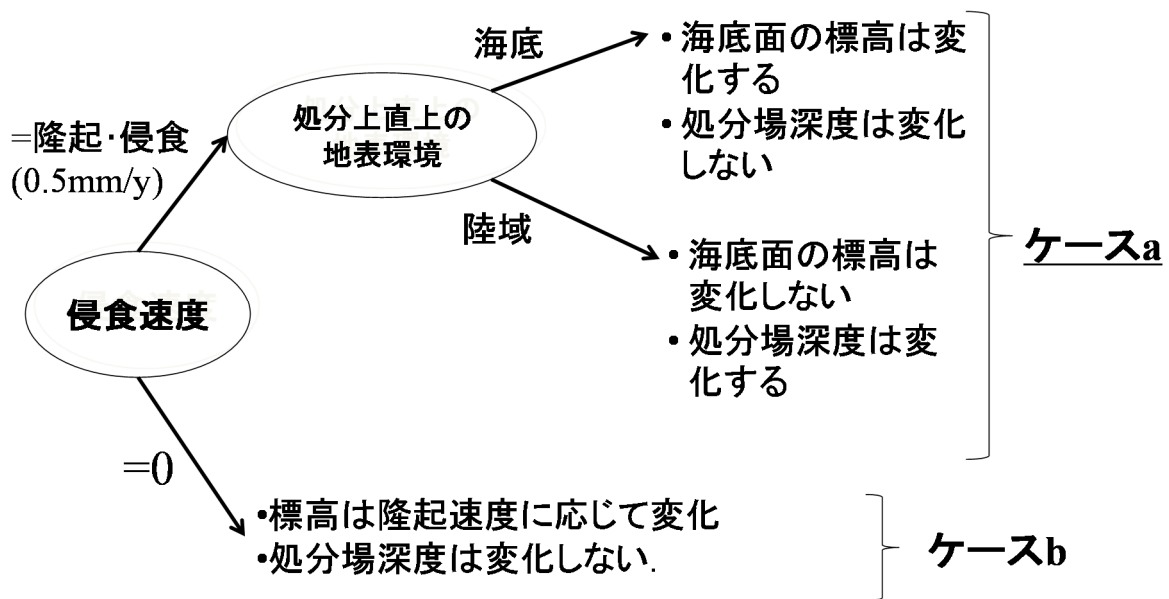 海底
・海底面の標高は変
化する
・処分場深度は変化
しない
処分上直上の
地表環境
=隆起・侵食
(0.5mm/y)
陸域
・海底面の標高は
変化しない
・処分場深度は変
化する
ケースa
侵食速度
=0
・標高は隆起速度に応じて変化
・処分場深度は変化しない.
ケースb